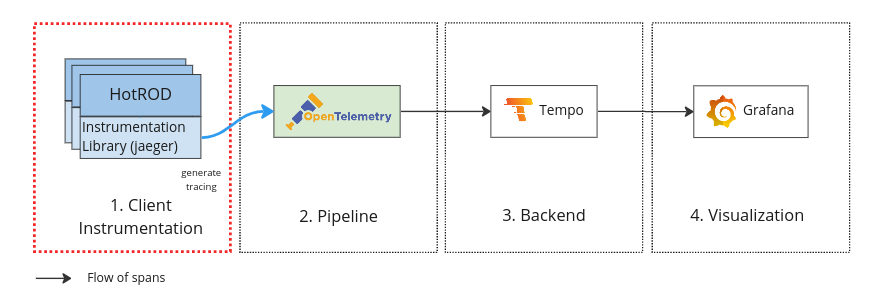 HotROD
Instrumentation
Library (jaeger)
generate
tracing
1. Client
Instrumentation
OpenTelemetry
2. Pipeline
Tempo
3. Backend
Grafana
4. Visualization
Flow of spans